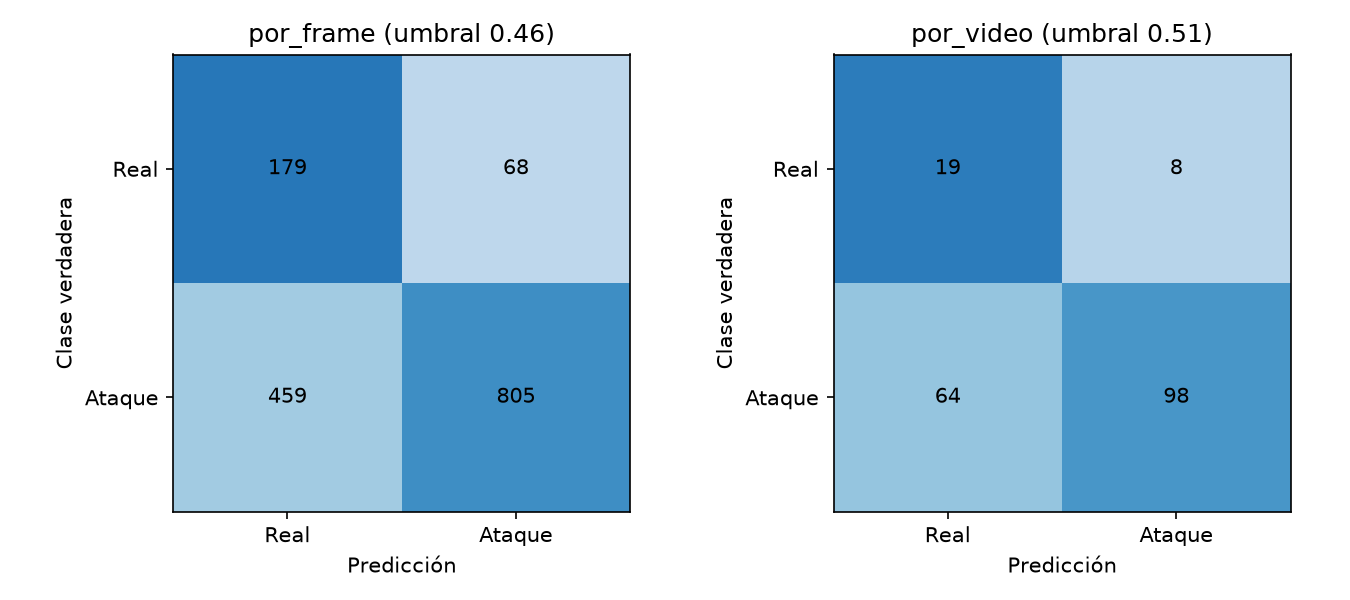 por_frame (umbral 0.46)
Clase verdadera
Real
Ataque
179
68
459
805
Real
Ataque
Predicción
por_video (umbral 0.51)
Clase verdadera
Real
Ataque
19
8
64
98
Real
Ataque
Predicción